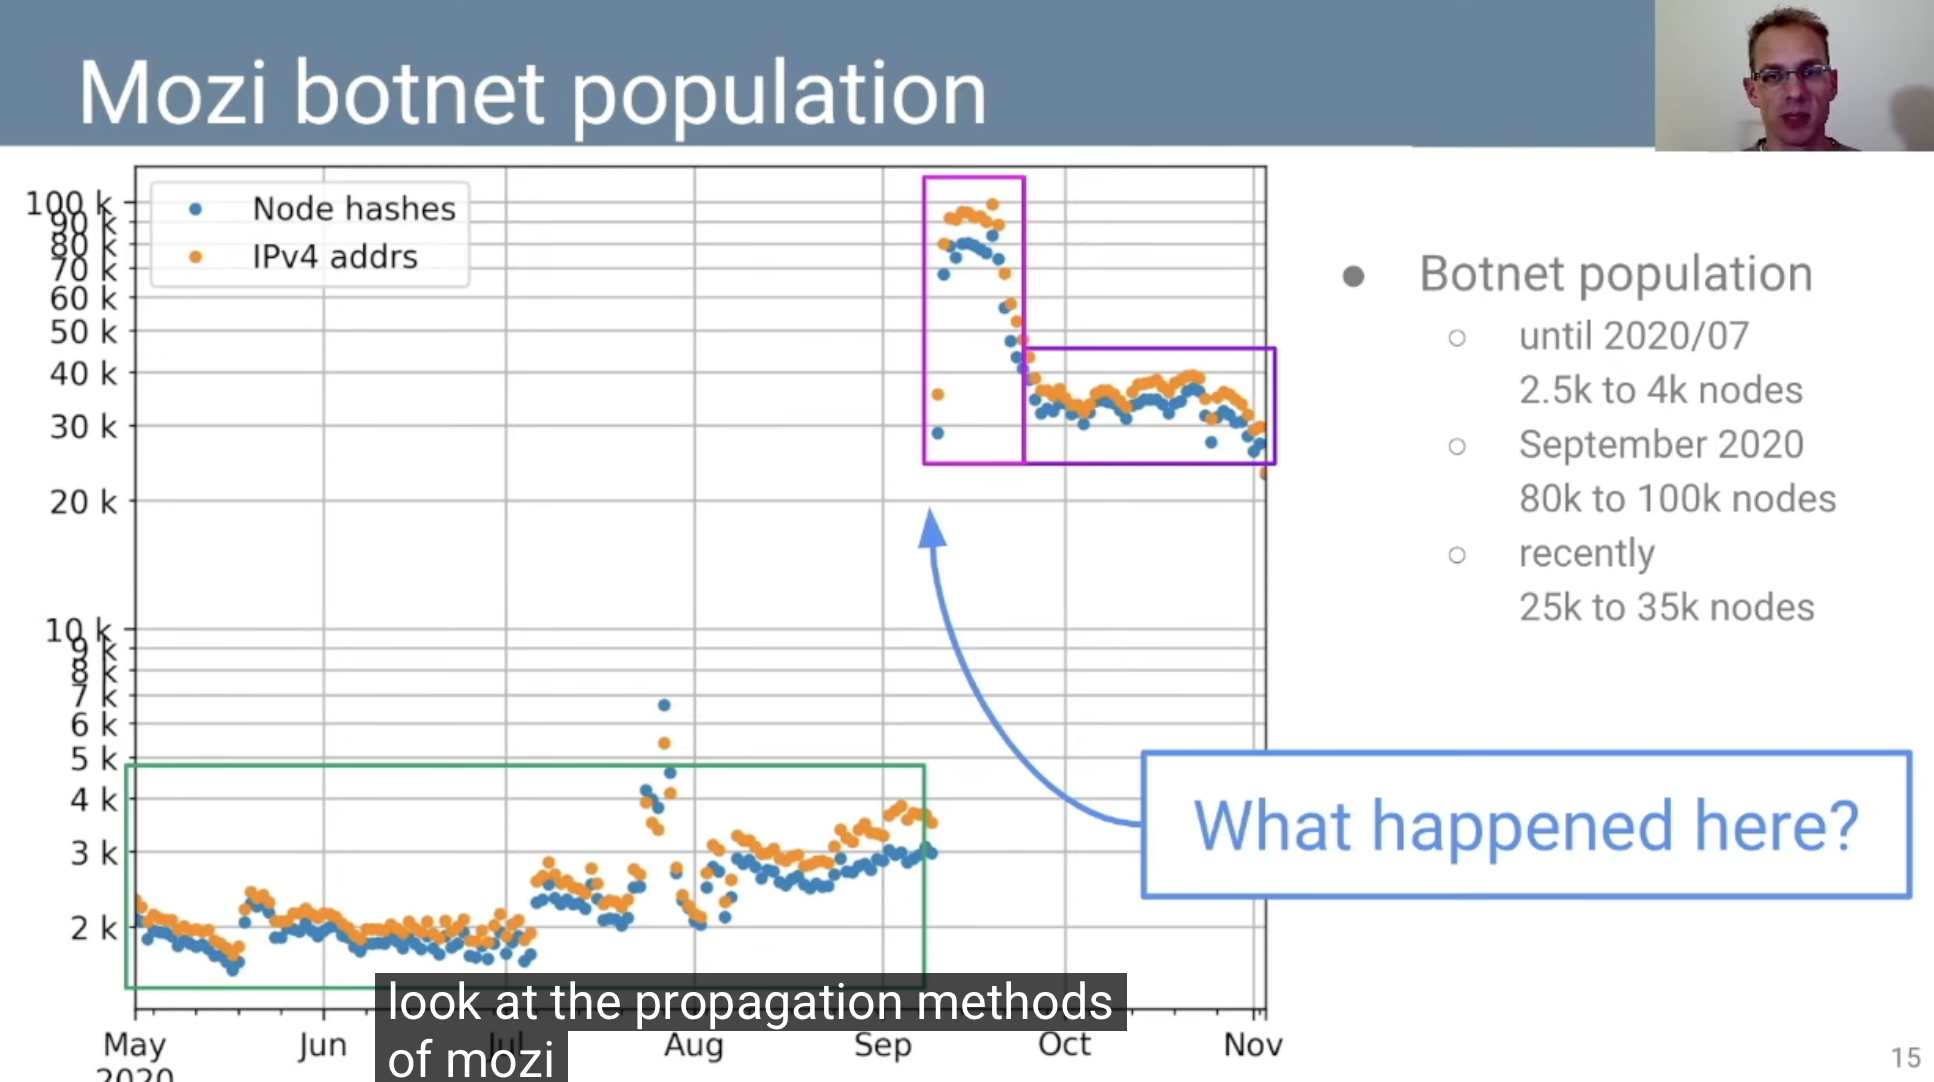 Mozi botnet population
100 k
90 k
80 k
70 k
60 k
50 k
40 k
30 k
20 k
10 k
9 k
8 k
7 k
6 k
5 k
4 k
3 k
2 k
Node hashes
IPv4 addrs
May
2020
Jun
Jul
Aug
Sep
Oct
Nov
Botnet population
until 2020/07
2.5k to 4k nodes
September 2020
80k to 100k nodes
recently
25k to 35k nodes
What happened here?
look at the propagation methods
of mozi
15